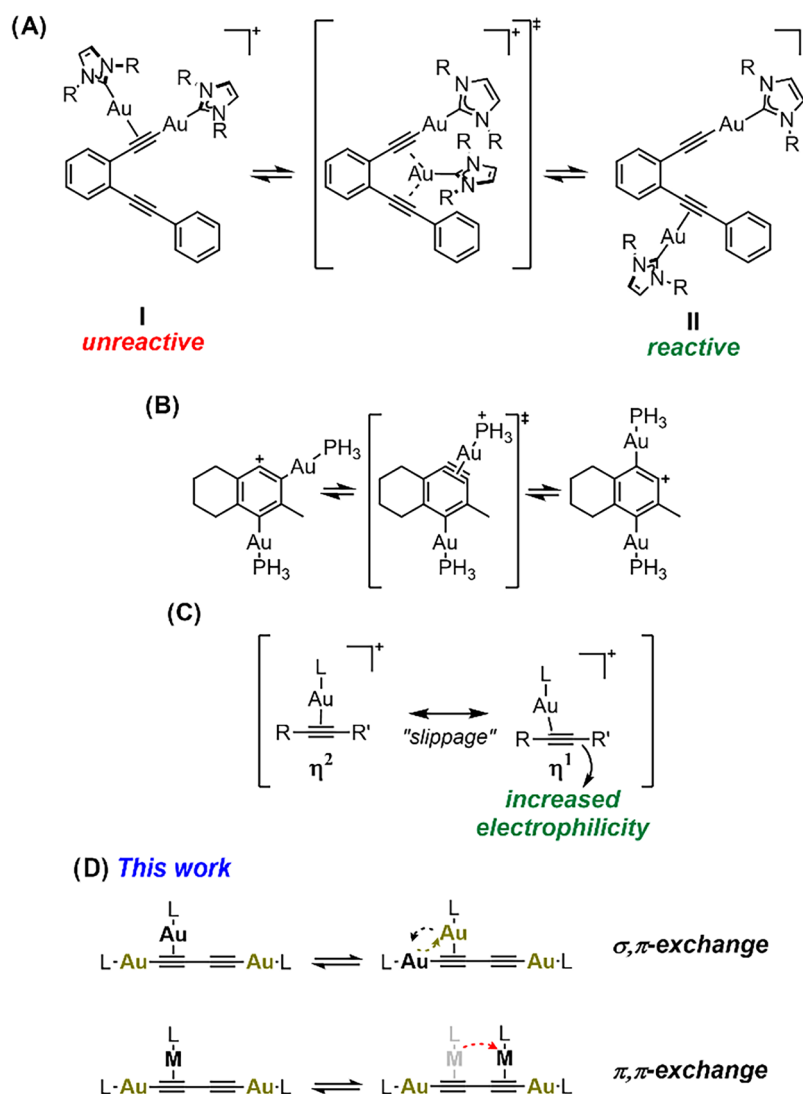 (A)
R
N
N
R
Au
Au
R
N
N
R
+
Au
R
N
N
R
Au
R
N
N
R
+
‡
Au
R
N
N
R
Au
R
N
N
R
I
unreactive
II
reactive
(B)
+
Au
PH3
Au
PH3
+
PH3
Au
Au
PH3
‡
PH3
Au
+
Au
PH3
(C)
L
Au
R
R'
+
η2
"slippage"
L
Au
R
R'
+
η1
increased
electrophilicity
(D) This work
L
Au
L-Au
Au-L
L
Au
L-Au
Au-L
σ,π-exchange
L
M
L-Au
Au-L
L
M
L
M
L-Au
Au-L
π,π-exchange